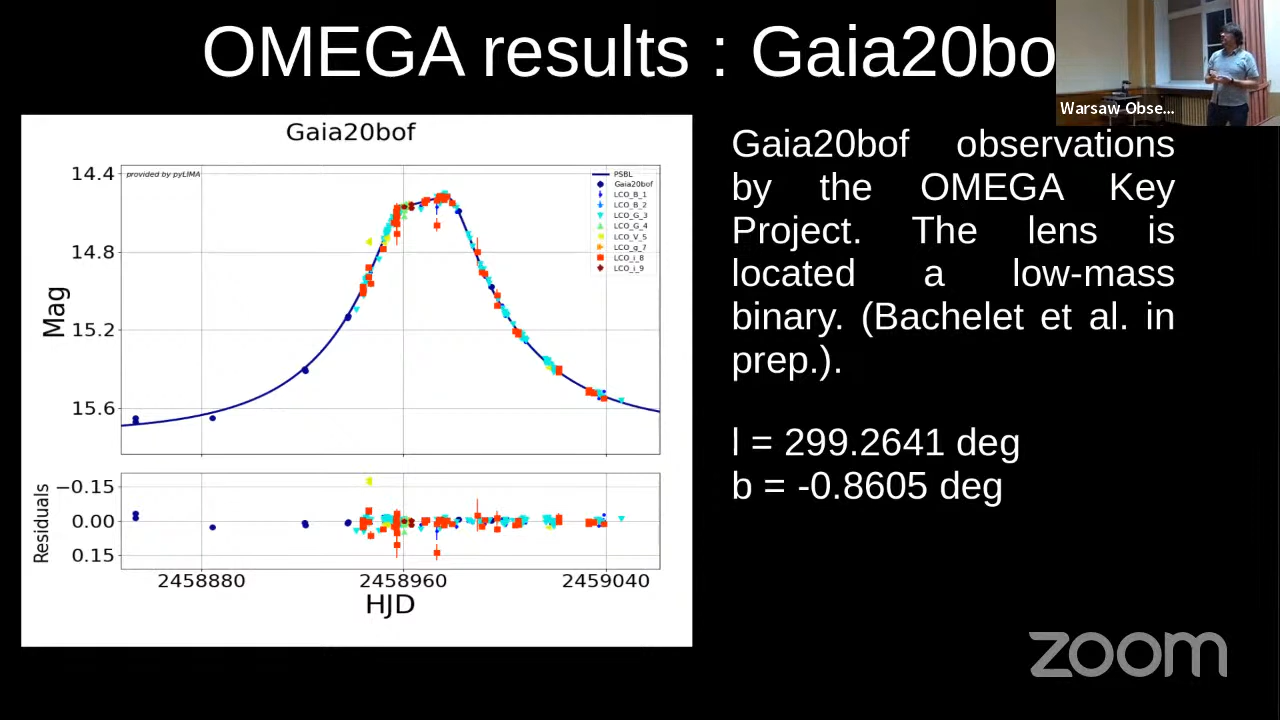 OMEGA results : Gaia20bo
Warsaw Obse...
Gaia20bof
14.4
14.8
15.2
15.6
Mag
provided by pyLIMA
PSBL
Gaia20bof
LCO_B_1
LCO_B_2
LCO_G_3
LCO_G_4
LCO_V_5
LCO_g_7
LCO_i_8
LCO_i_9
Residuals
−0.15
0.00
0.15
2458880
2458960
2459040
HJD
Gaia20bof observations
by the OMEGA Key
Project. The lens is
located a low-mass
binary. (Bachelet et al. in
prep.).
l = 299.2641 deg
b = -0.8605 deg
zoom